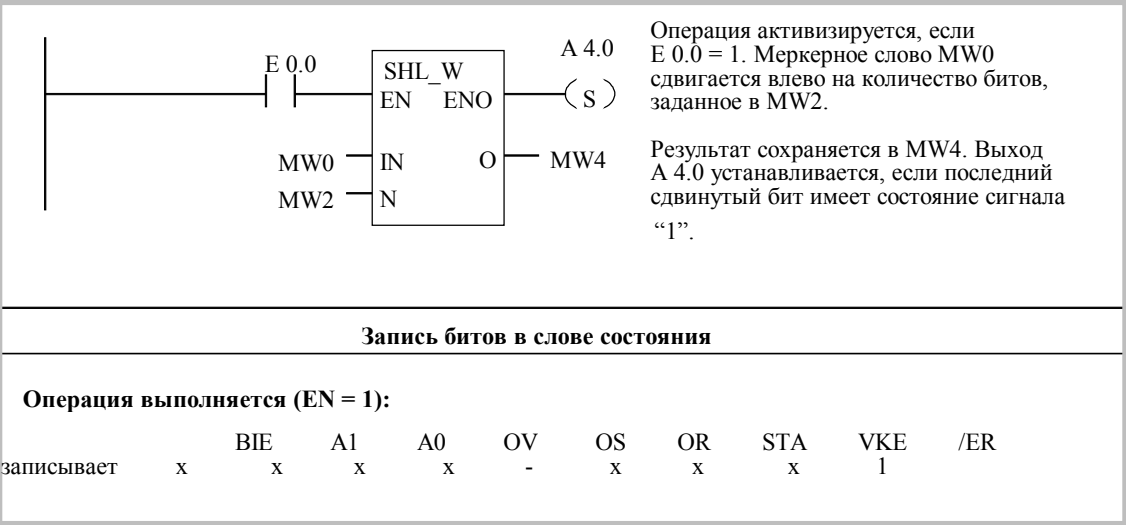 E 0.0
SHL_W
EN ENO
A 4.0
S
MW0 IN O MW4
MW2 N
Операция активизируется, если
E 0.0 = 1. Меркерное слово MW0
сдвигается влево на количество битов,
заданное в MW2.
Результат сохраняется в MW4. Выход
A 4.0 устанавливается, если последний
сдвинутый бит имеет состояние сигнала
“1”.
Запись битов в слове состояния
Операция выполняется (EN = 1):
BIE A1 A0 OV OS OR STA VKE /ER
записывает x x x x - x x x 1